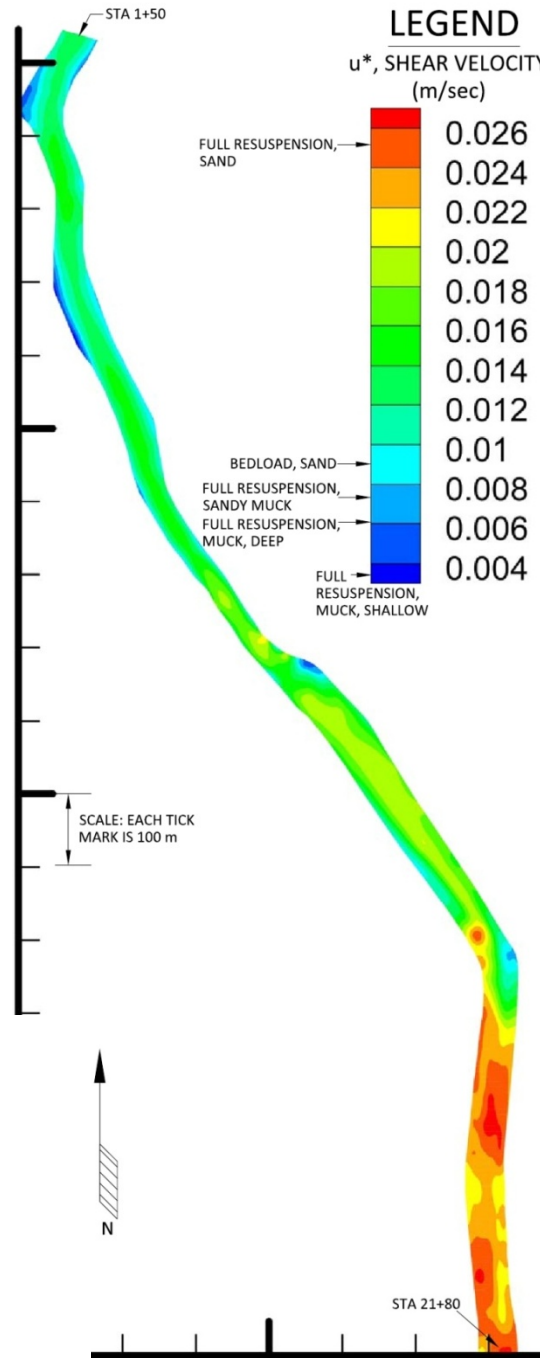 STA 1+50
LEGEND
u*, SHEAR VELOCITY
(m/sec)
FULL RESUSPENSION,
SAND
0.026
0.024
0.022
0.02
0.018
0.016
0.014
0.012
0.01
0.008
0.006
0.004
BEDLOAD, SAND
FULL RESUSPENSION,
SANDY MUCK
FULL RESUSPENSION,
MUCK, DEEP
FULL
RESUSPENSION,
MUCK, SHALLOW
SCALE: EACH TICK
MARK IS 100 m
N
STA 21+80